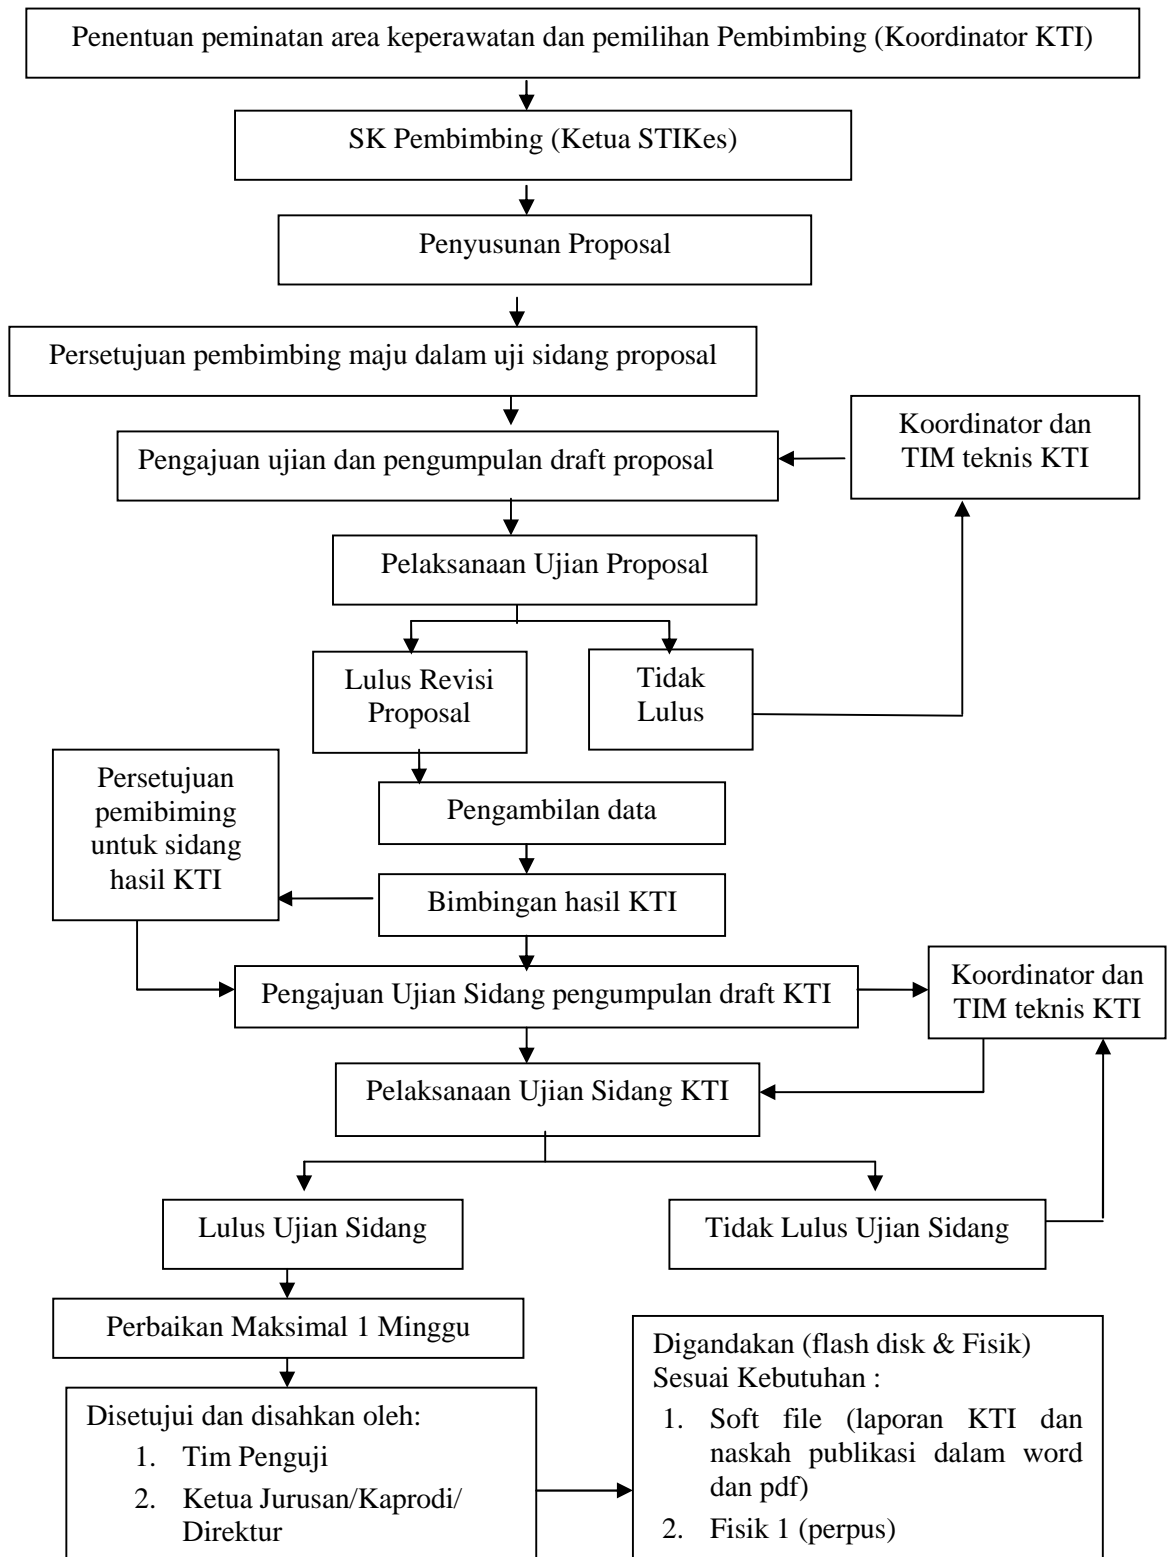 Penentuan peminatan area keperawatan dan pemilihan Pembimbing (Koordinator KTI)
SK Pembimbing (Ketua STIKes)
Penyusunan Proposal
Persetujuan pembimbing maju dalam uji sidang proposal
Koordinator dan
TIM teknis KTI
Pengajuan ujian dan pengumpulan draft proposal
Pelaksanaan Ujian Proposal
Lulus Revisi
Proposal
Tidak
Lulus
Persetujuan
pemibiming
untuk sidang
hasil KTI
Pengambilan data
Bimbingan hasil KTI
Pengajuan Ujian Sidang pengumpulan draft KTI
Koordinator dan
TIM teknis KTI
Pelaksanaan Ujian Sidang KTI
Lulus Ujian Sidang
Tidak Lulus Ujian Sidang
Perbaikan Maksimal 1 Minggu
Disetujui dan disahkan oleh:
1. Tim Penguji
2. Ketua Jurusan/Kaprodi/
Direktur
Digandakan (flash disk & Fisik)
Sesuai Kebutuhan :
1. Soft file (laporan KTI dan
naskah publikasi dalam word
dan pdf)
2. Fisik 1 (perpus)